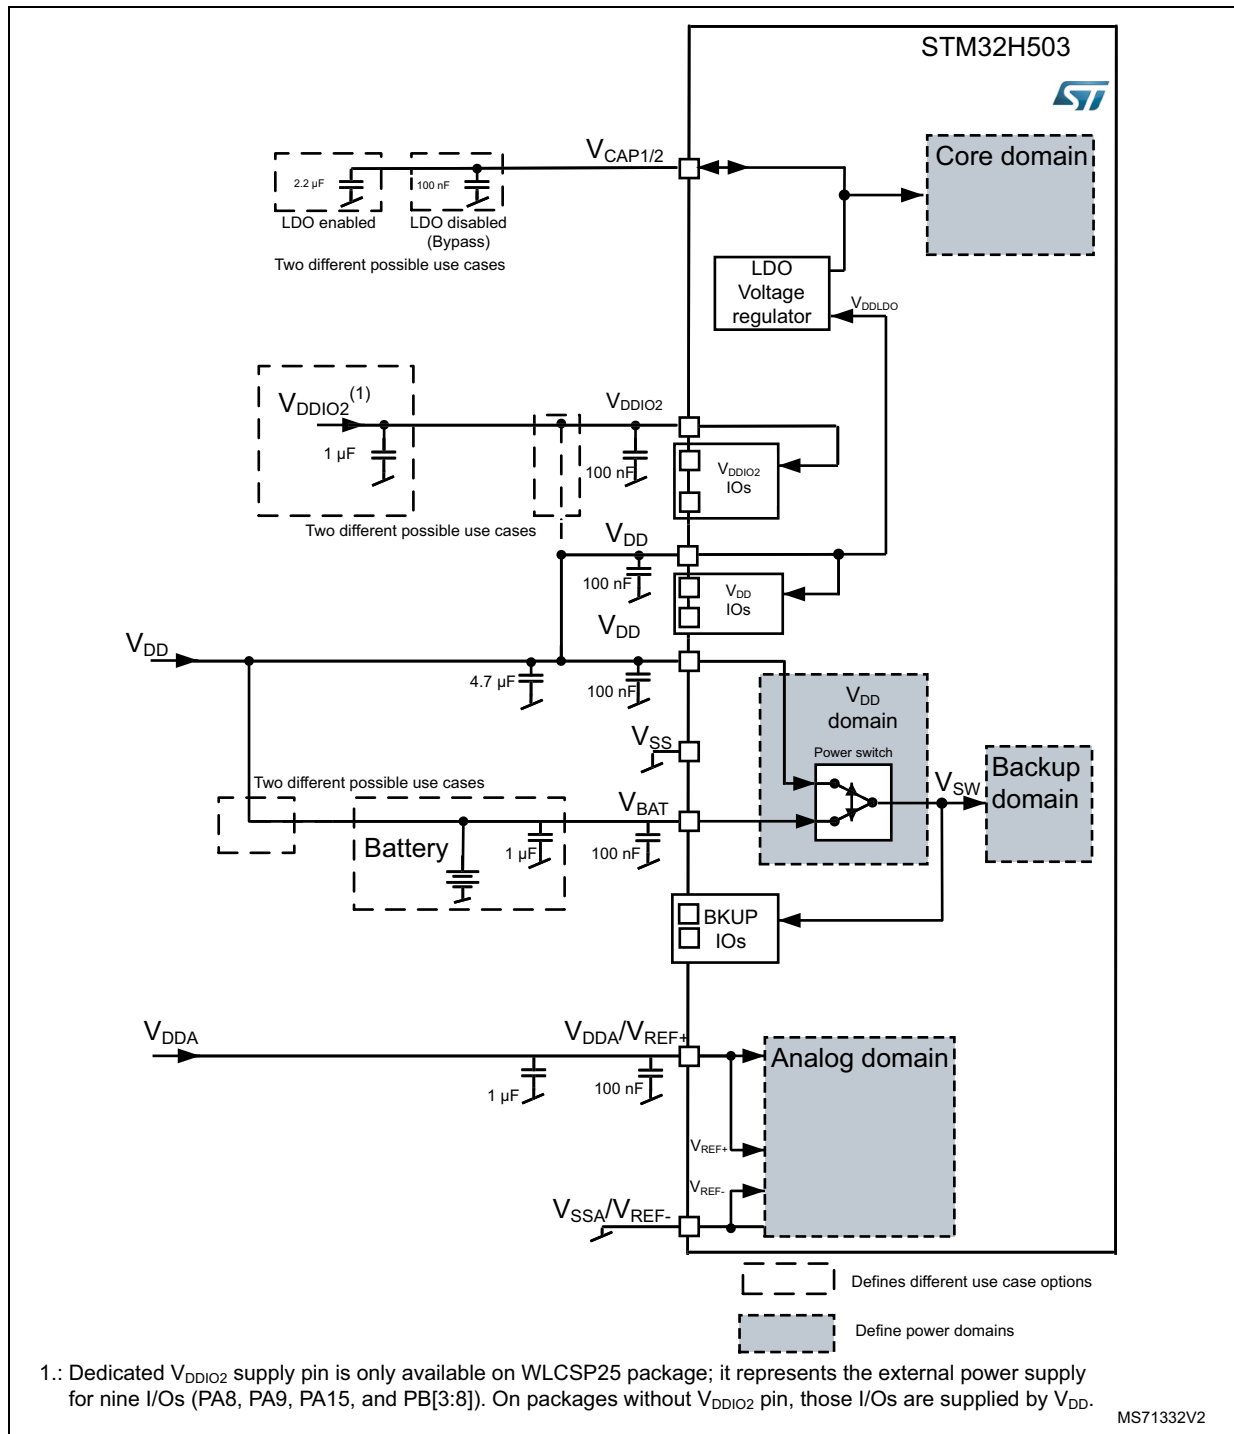 STM32H503
ST
Core domain
VCAP1/2
2.2 µF
100 nF
LDO enabled
LDO disabled
(Bypass)
Two different possible use cases
LDO
Voltage
regulator
VDDLDO
VDDIO2(1)
1 µF
VDDIO2
100 nF
VDDIO2
IOs
Two different possible use cases
VDD
100 nF
VDD
IOs
VDD
VDD
4.7 µF
100 nF
VDD
domain
Power switch
VSS
Two different possible use cases
VBAT
Battery
1 µF
100 nF
VSW
Backup
domain
BKUP
IOs
VDDA
VDDA/VREF+
1 µF
100 nF
Analog domain
VREF+
VREF-
VSSA/VREF-
Defines different use case options
Define power domains
1.: Dedicated VDDIO2 supply pin is only available on WLCSP25 package; it represents the external power supply
for nine I/Os (PA8, PA9, PA15, and PB[3:8]). On packages without VDDIO2 pin, those I/Os are supplied by VDD.
MS71332V2